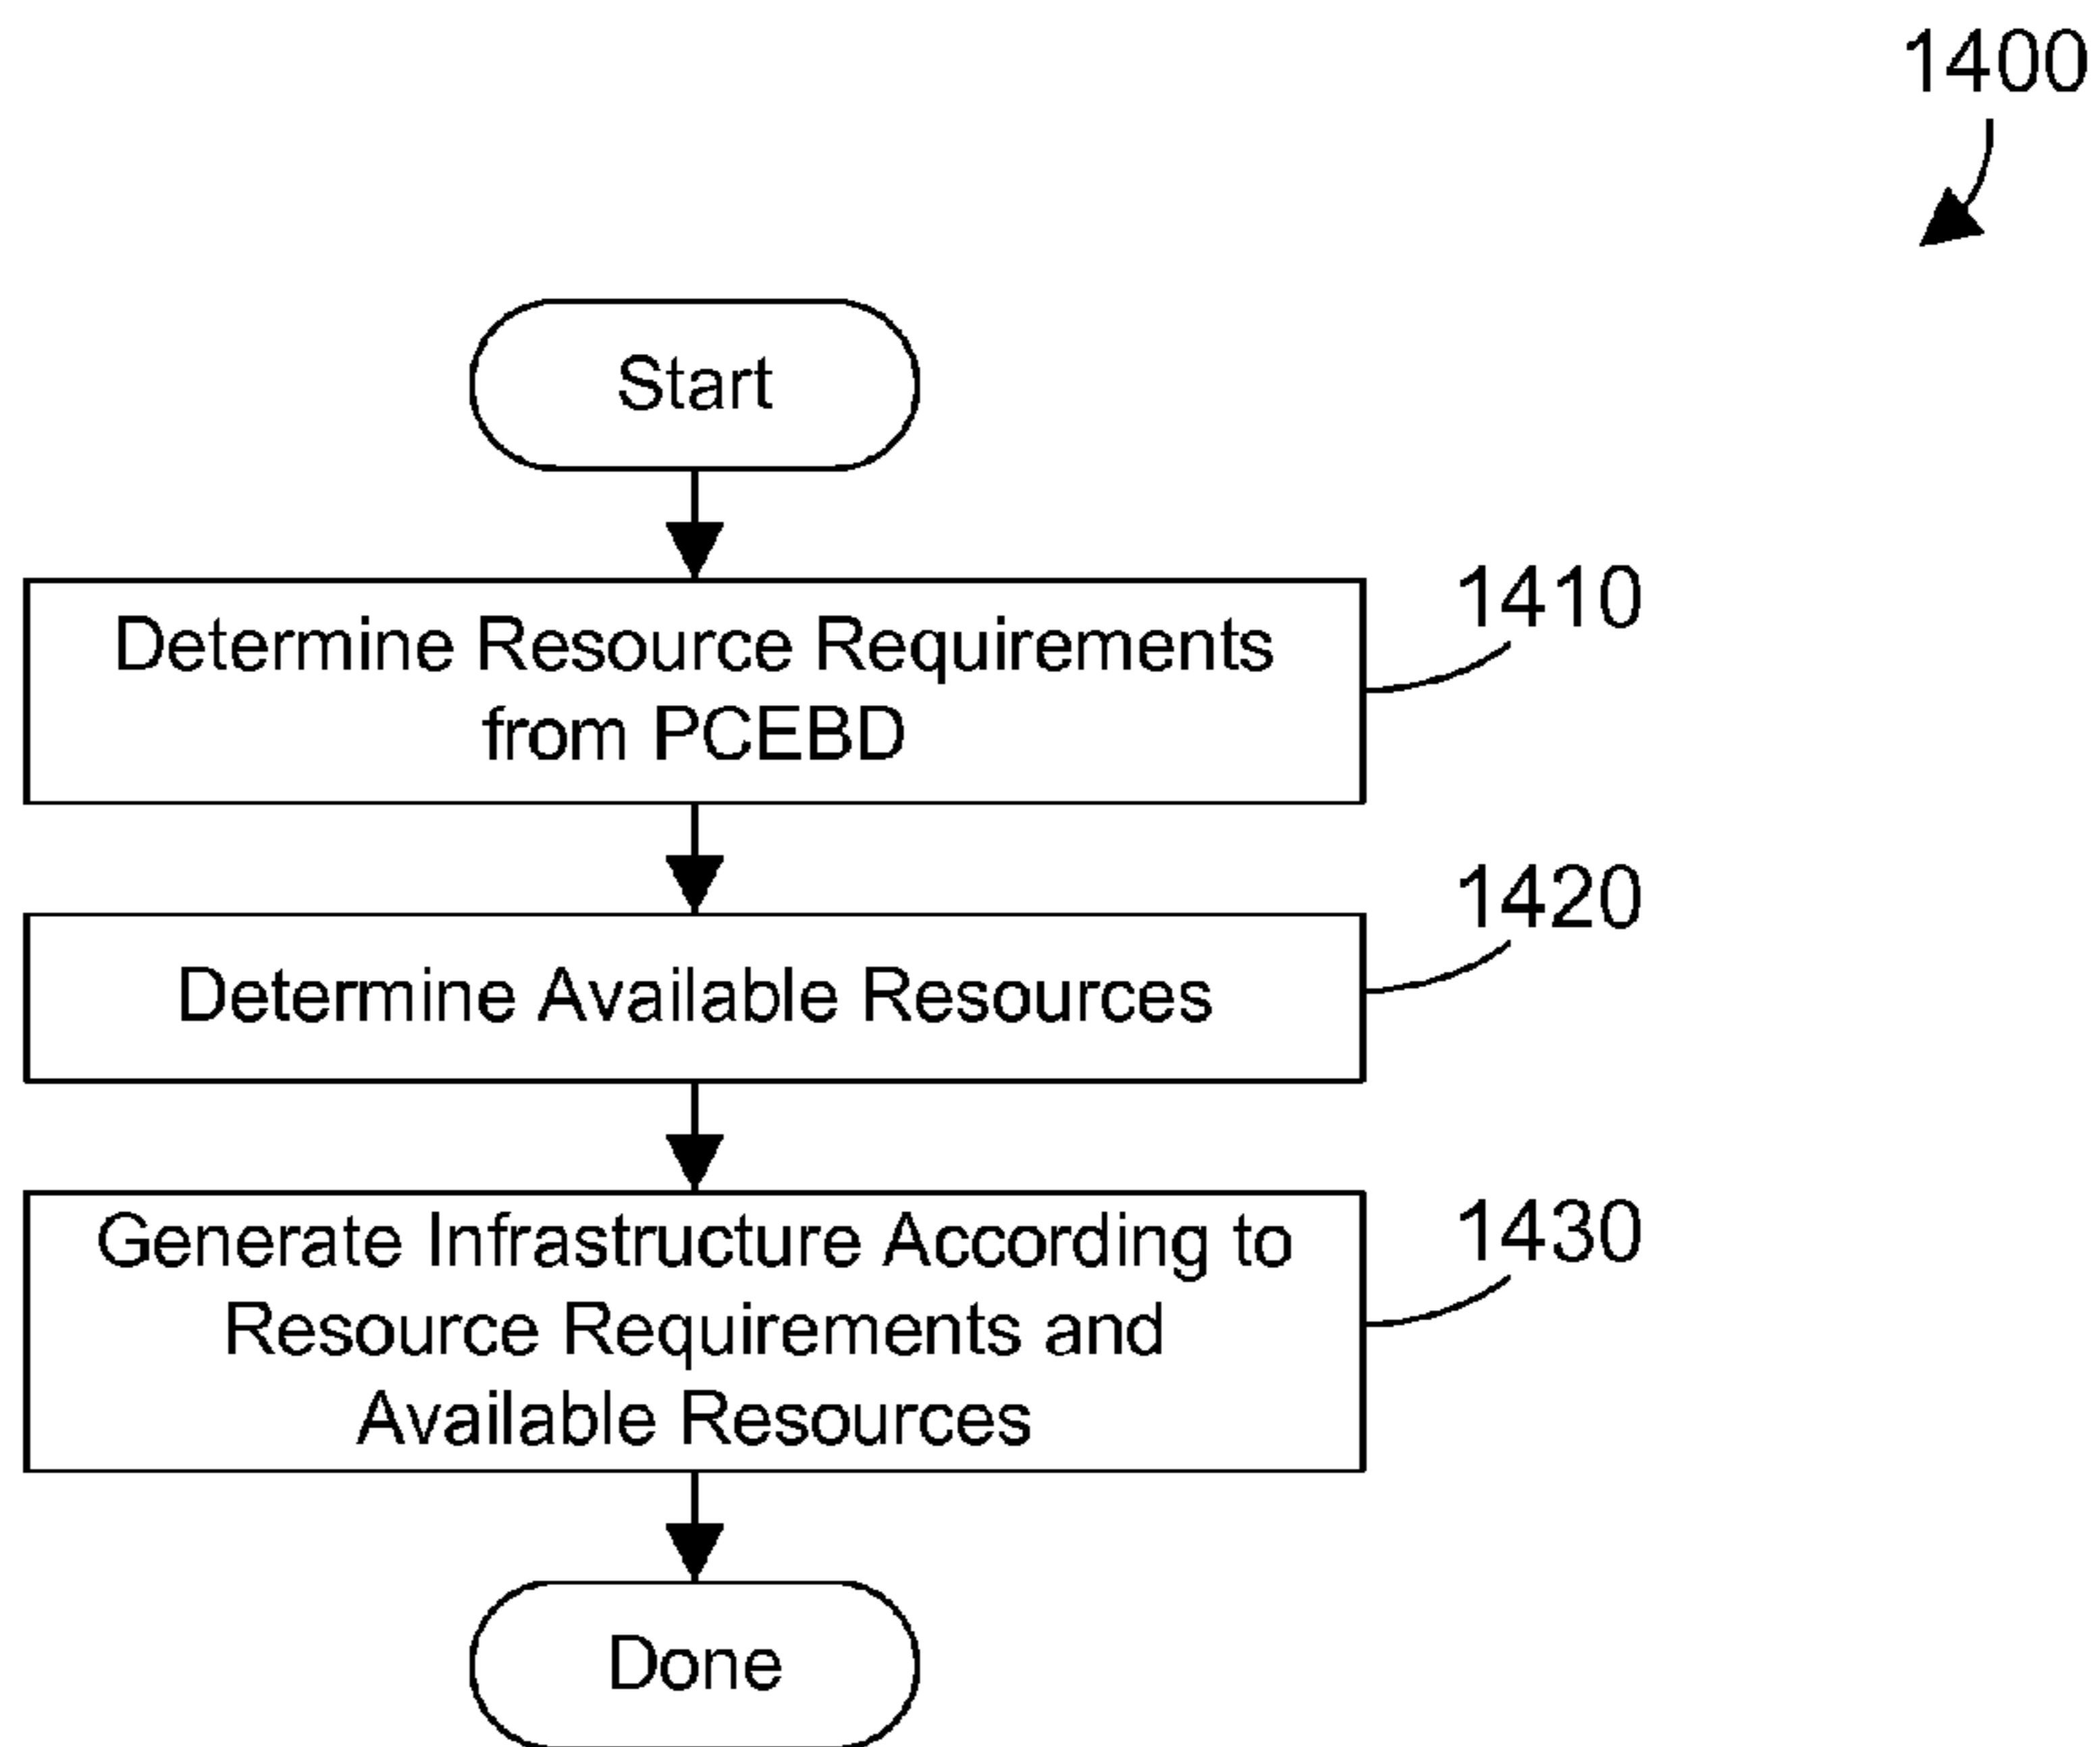 1400
Start
Determine Resource Requirements
from PCEBD
1410
Determine Available Resources
1420
Generate Infrastructure According to
Resource Requirements and
Available Resources
1430
Done